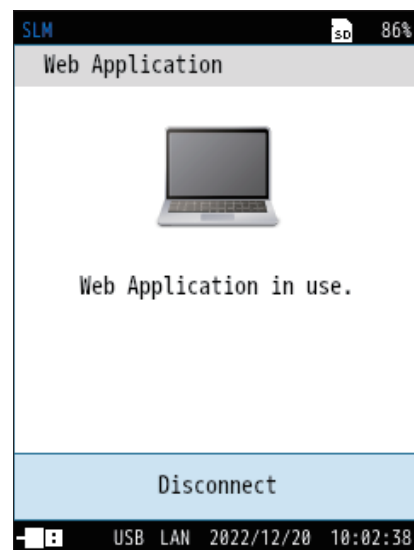 SLM SD 86%
Web Application
Web Application in use.
Disconnect
USB LAN 2022/12/20 10:02:38